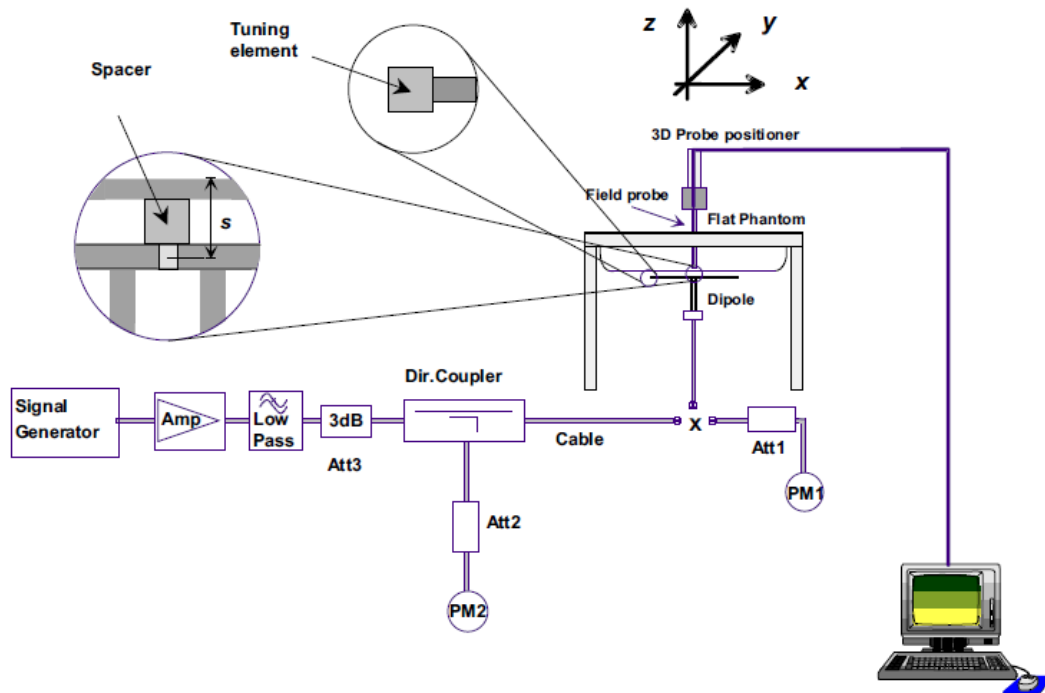 Tuning
element
Spacer
s
z
y
x
3D Probe positioner
Field probe
Flat Phantom
Dipole
Dir.Coupler
Signal
Generator
Amp
Low
Pass
3dB
Att3
Cable
x
Att1
PM1
Att2
PM2